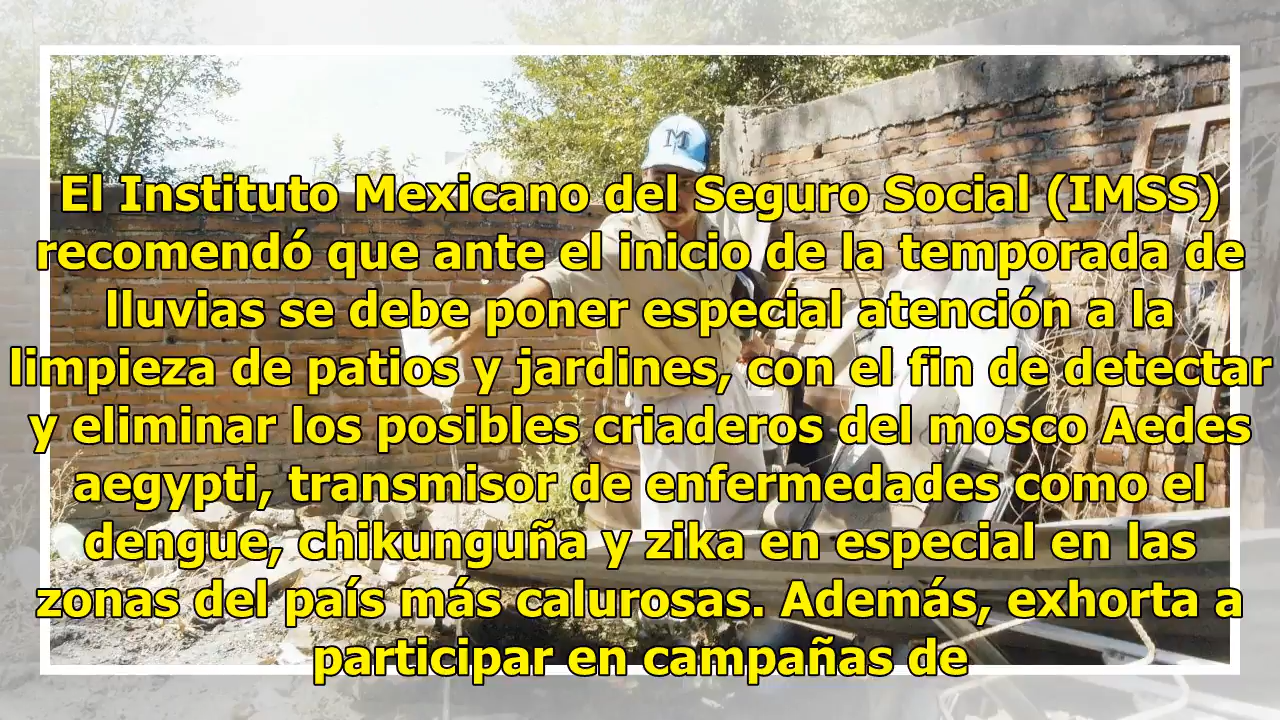 M
El Instituto Mexicano del Seguro Social (IMSS)
recomendó que ante el inicio de la temporada de
lluvias se debe poner especial atención a la
limpieza de patios y jardines, con el fin de detectar
y eliminar los posibles criaderos del mosco Aedes
aegypti, transmisor de enfermedades como el
dengue, chikunguña y zika en especial en las
zonas del país más calurosas. Además, exhorta a
participar en campañas de